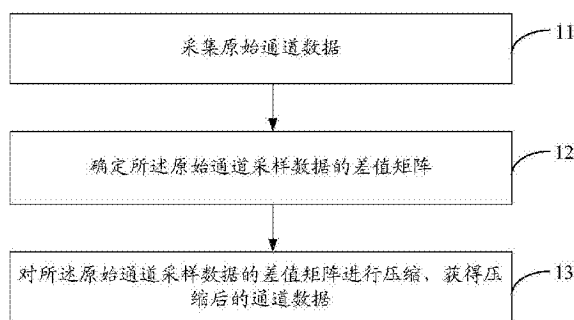 采集原始通道数据
11
确定所述原始通道采样数据的差值矩阵
12
对所述原始通道采样数据的差值矩阵进行压缩、获得压
缩后的通道数据
13